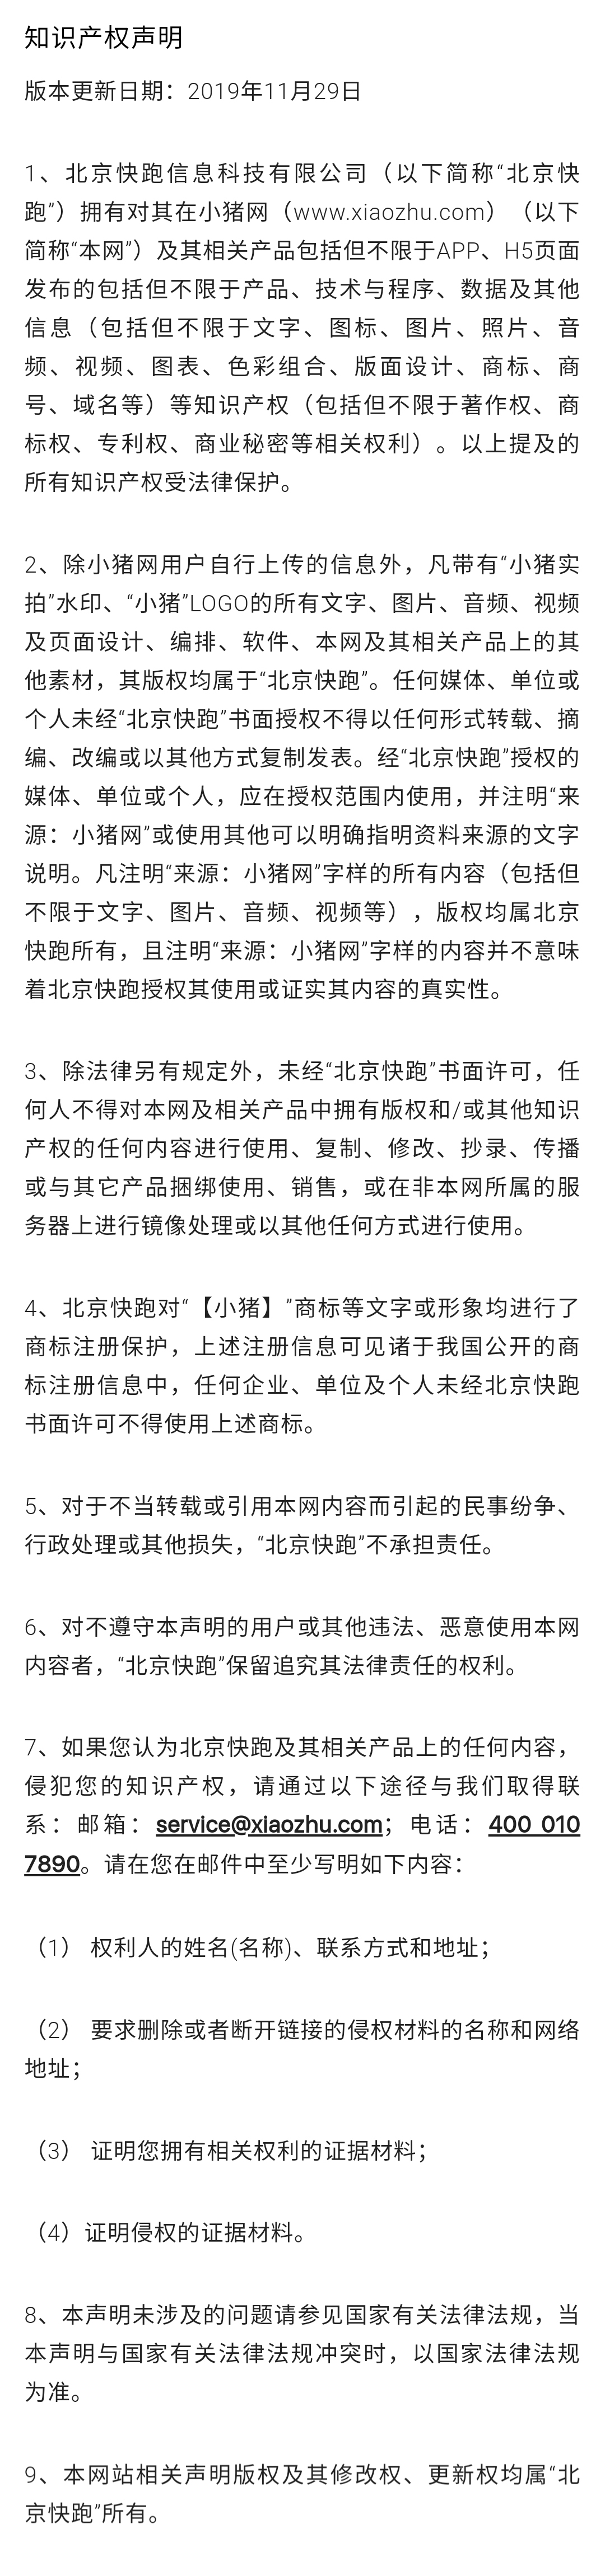 知识产权声明
版本更新日期：2019年11月29日
1、北京快跑信息科技有限公司（以下简称“北京快
跑”）拥有对其在小猪网（www.xiaozhu.com）（以下
简称“本网”）及其相关产品包括但不限于APP、H5页面
发布的包括但不限于产品、技术与程序、数据及其他
信息（包括但不限于文字、图标、图片、照片、音
频、视频、图表、色彩组合、版面设计、商标、商
号、域名等）等知识产权（包括但不限于著作权、商
标权、专利权、商业秘密等相关权利）。以上提及的
所有知识产权受法律保护。
2、除小猪网用户自行上传的信息外，凡带有“小猪实
拍”水印、“小猪”LOGO的所有文字、图片、音频、视频
及页面设计、编排、软件、本网及其相关产品上的其
他素材，其版权均属于“北京快跑”。任何媒体、单位或
个人未经“北京快跑”书面授权不得以任何形式转载、摘
编、改编或以其他方式复制发表。经“北京快跑”授权的
媒体、单位或个人，应在授权范围内使用，并注明“来
源：小猪网”或使用其他可以明确指明资料来源的文字
说明。凡注明“来源：小猪网”字样的所有内容（包括但
不限于文字、图片、音频、视频等），版权均属北京
快跑所有，且注明“来源：小猪网”字样的内容并不意味
着北京快跑授权其使用或证实其内容的真实性。
3、除法律另有规定外，未经“北京快跑”书面许可，任
何人不得对本网及相关产品中拥有版权和/或其他知识
产权的任何内容进行使用、复制、修改、抄录、传播
或与其它产品捆绑使用、销售，或在非本网所属的服
务器上进行镜像处理或以其他任何方式进行使用。
4、北京快跑对“【小猪】”商标等文字或形象均进行了
商标注册保护，上述注册信息可见诸于我国公开的商
标注册信息中，任何企业、单位及个人未经北京快跑
书面许可不得使用上述商标。
5、对于不当转载或引用本网内容而引起的民事纷争、
行政处理或其他损失，“北京快跑”不承担责任。
6、对不遵守本声明的用户或其他违法、恶意使用本网
内容者，“北京快跑”保留追究其法律责任的权利。
7、如果您认为北京快跑及其相关产品上的任何内容，
侵犯您的知识产权，请通过以下途径与我们取得联
系：邮箱：service@xiaozhu.com；电话：400 010
7890。请在您在邮件中至少写明如下内容：
（1） 权利人的姓名(名称)、联系方式和地址；
（2） 要求删除或者断开链接的侵权材料的名称和网络
地址；
（3） 证明您拥有相关权利的证据材料；
（4）证明侵权的证据材料。
8、本声明未涉及的问题请参见国家有关法律法规，当
本声明与国家有关法律法规冲突时，以国家法律法规
为准。
9、本网站相关声明版权及其修改权、更新权均属“北
京快跑”所有。